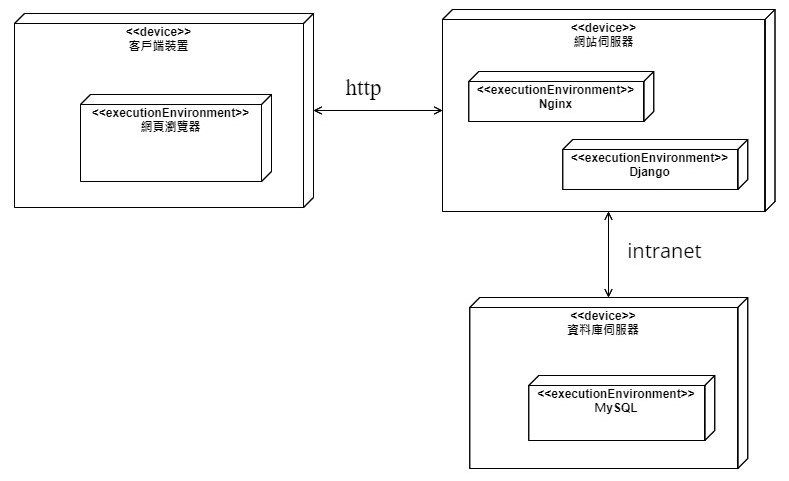 <<device>>
客戶端裝置
<<executionEnvironment>>
網頁瀏覽器
http
<<device>>
網站伺服器
<<executionEnvironment>>
Nginx
<<executionEnvironment>>
Django
intranet
<<device>>
資料庫伺服器
<<executionEnvironment>>
MySQL